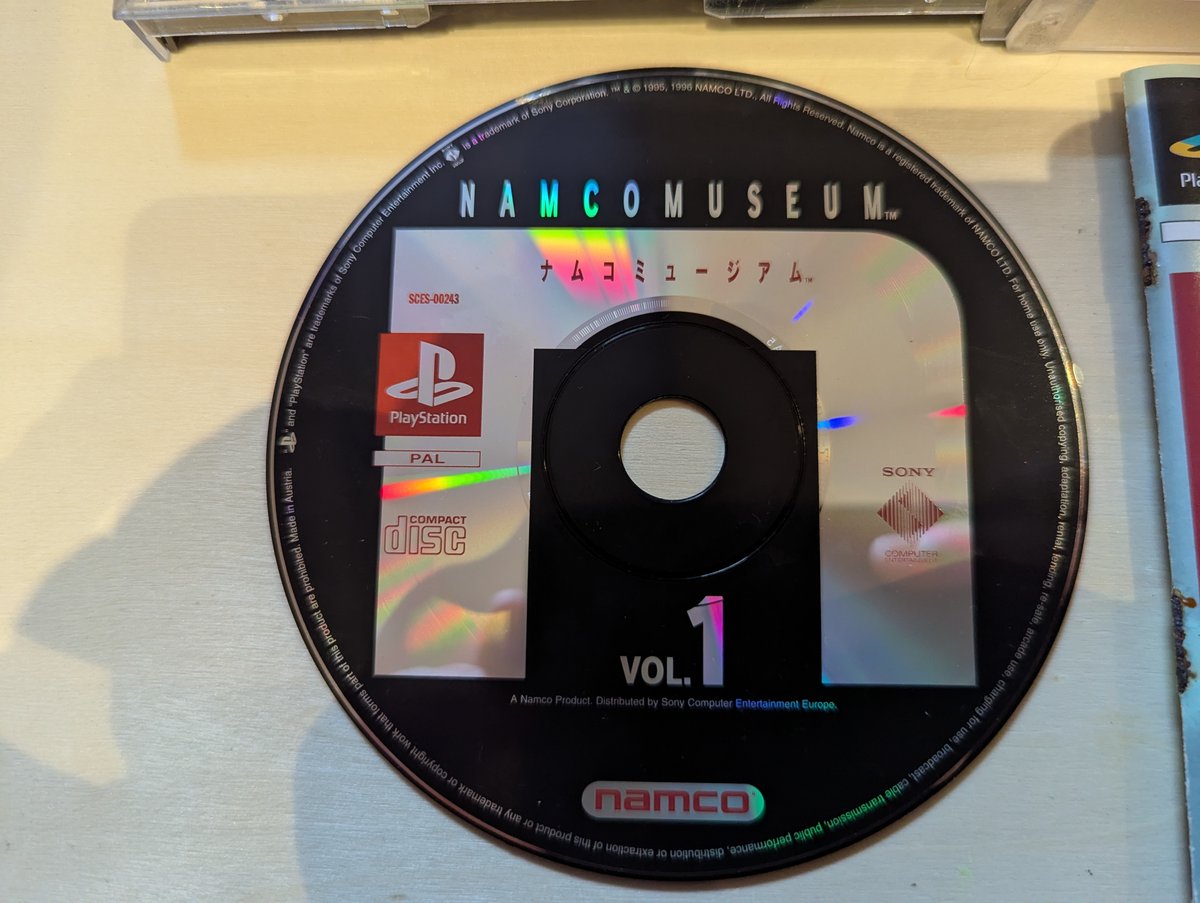 NAMCOMUSEUM™
ナムコミュージアム™
SCES-00243
PlayStation
PAL
COMPACT
disc
SONY
COMPUTER
ENTERTAINMENT
VOL.1
A Namco Product. Distributed by Sony Computer Entertainment Europe.
namco
and "PlayStation" are trademarks of Sony Computer Entertainment Inc. is a trademark of Sony Corporation. ™ & © 1995, 1996 NAMCO LTD., All Rights Reserved. Namco is a registered trademark of NAMCO LTD. For home use only. Unauthorised copying, adaptation, rental, lending, re-sale, arcade use, charging for use, broadcast, cable transmission, public performance, distribution or extraction of this product or any trademark or copyright work that forms part of this product are prohibited. Made in Austria.